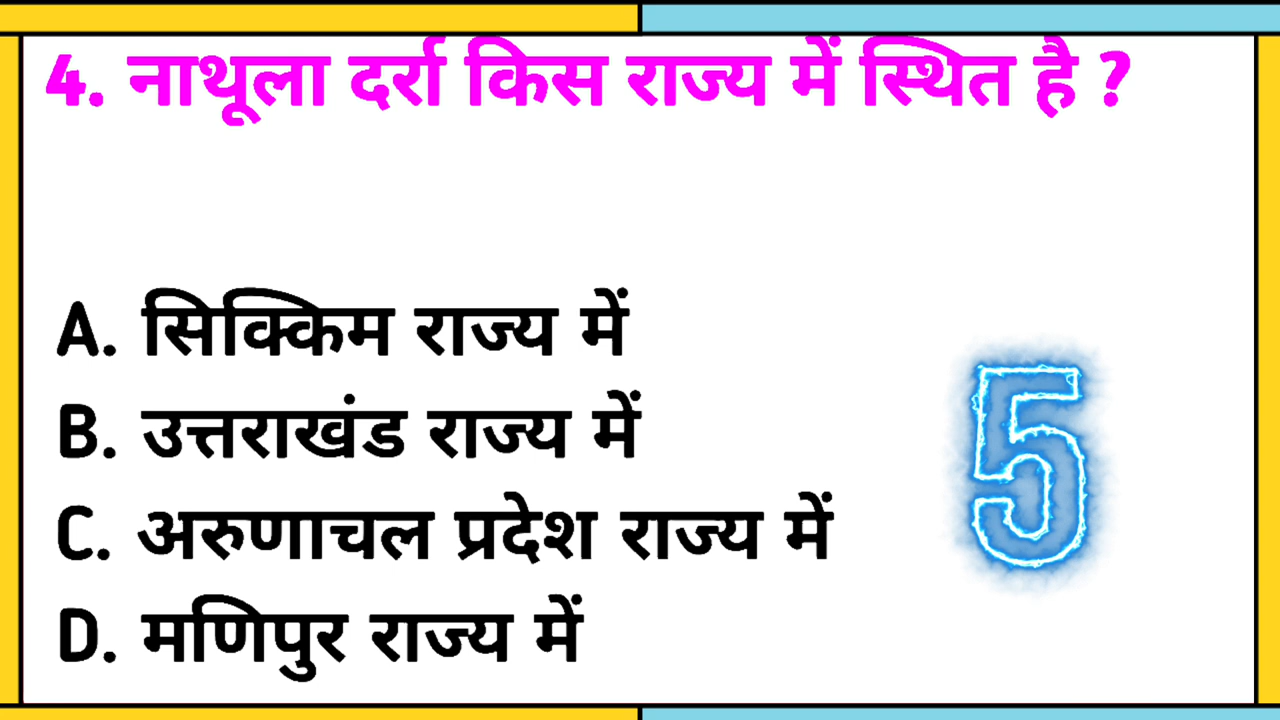 4. नाथूला दर्रा किस राज्य में स्थित है ?
A. सिक्किम राज्य में
B. उत्तराखंड राज्य में
C. अरुणाचल प्रदेश राज्य में
D. मणिपुर राज्य में
5